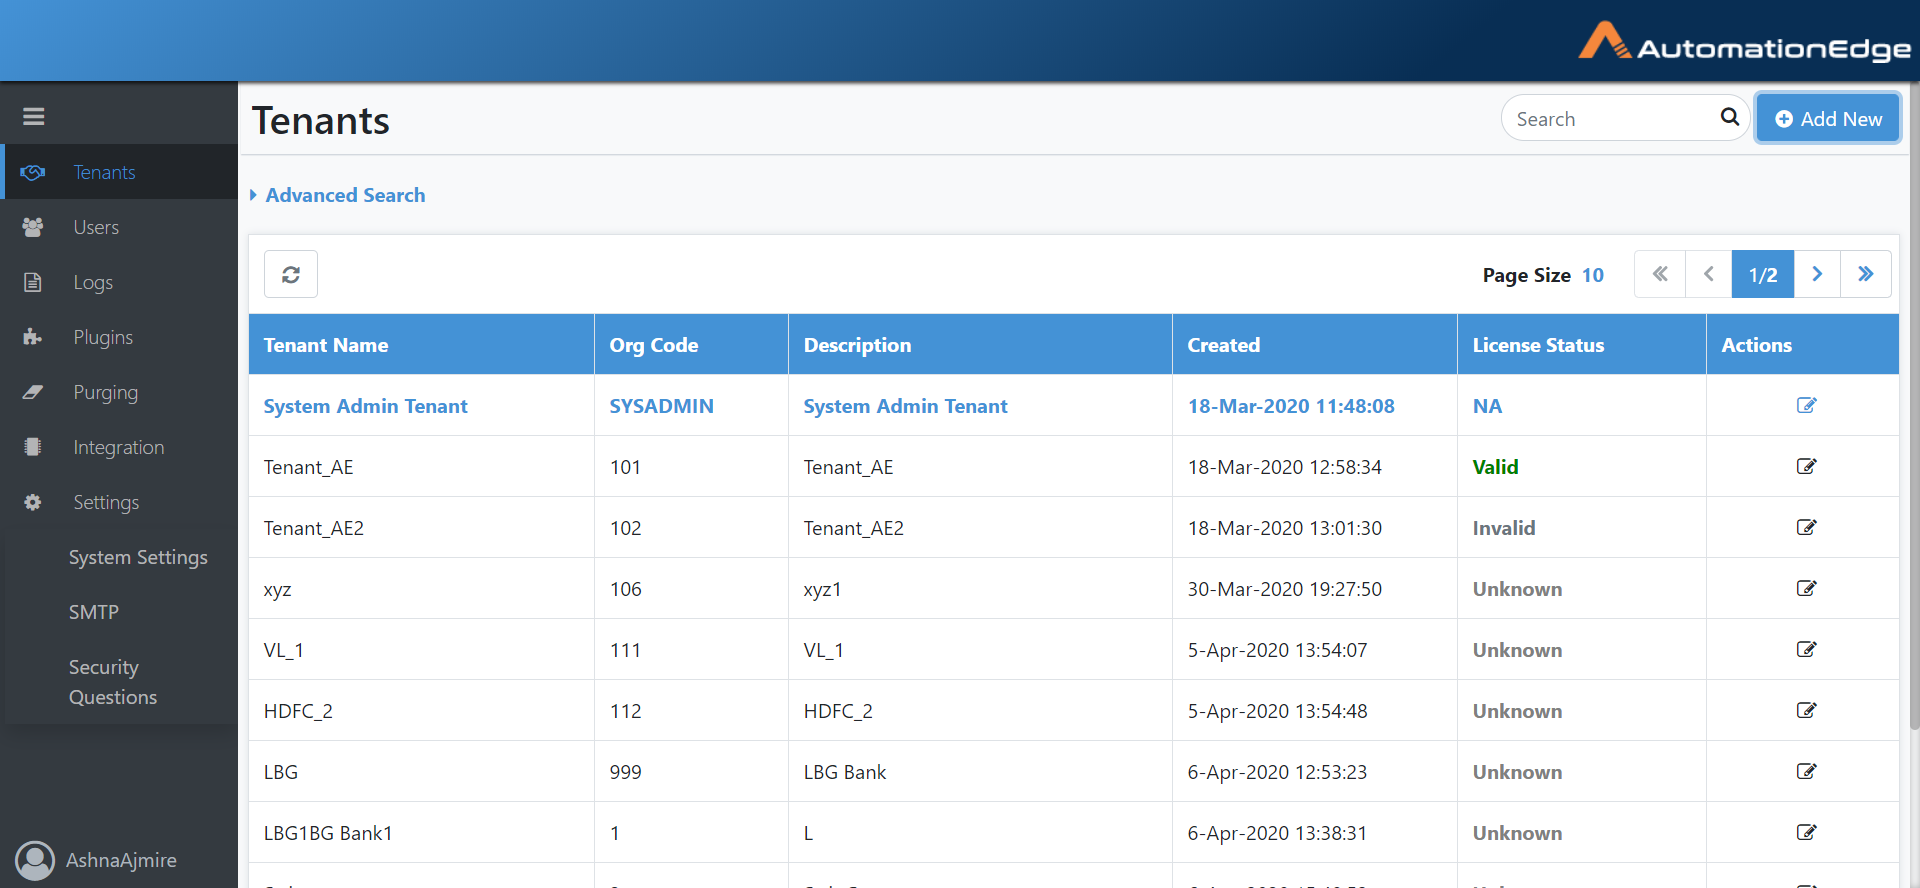 AutomationEdge
Tenants
Search
Add New
Tenants
Users
Logs
Plugins
Purging
Integration
Settings
System Settings
SMTP
Security
Questions
AshnaAjmire
Advanced Search
Page Size 10
1/2
Tenant Name Org Code Description Created License Status Actions
System Admin Tenant SYSADMIN System Admin Tenant 18-Mar-2020 11:48:08 NA
Tenant_AE 101 Tenant_AE 18-Mar-2020 12:58:34 Valid
Tenant_AE2 102 Tenant_AE2 18-Mar-2020 13:01:30 Invalid
xyz 106 xyz1 30-Mar-2020 19:27:50 Unknown
VL_1 111 VL_1 5-Apr-2020 13:54:07 Unknown
HDFC_2 112 HDFC_2 5-Apr-2020 13:54:48 Unknown
LBG 999 LBG Bank 6-Apr-2020 12:53:23 Unknown
LBG1BG Bank1 1 L 6-Apr-2020 13:38:31 Unknown